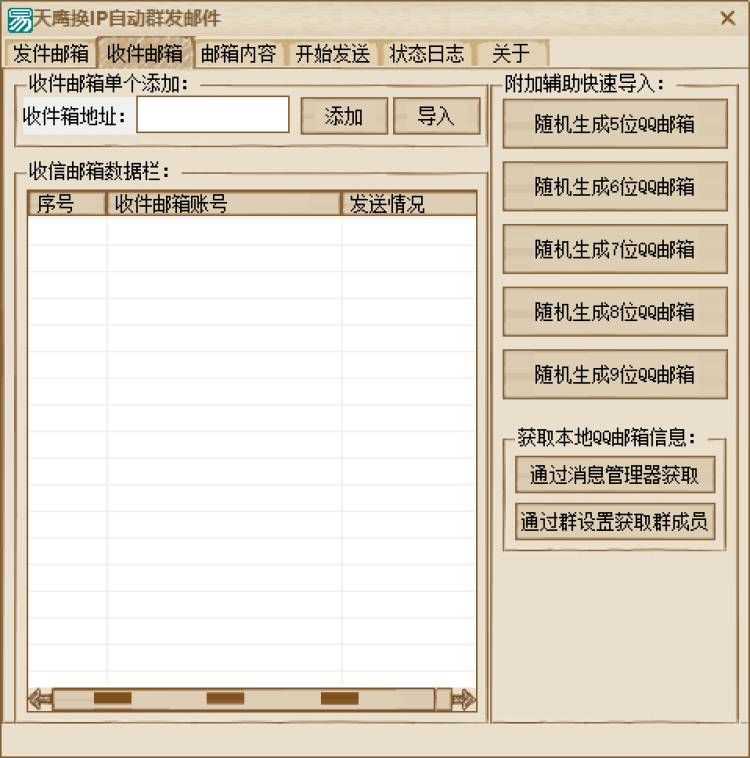 天鹰换IP自动群发邮件
发件邮箱 收件邮箱 邮箱内容 开始发送 状态日志 关于
收件邮箱单个添加：
收件箱地址： 添加 导入
收信邮箱数据栏：
序号 收件邮箱账号 发送情况
附加辅助快速导入：
随机生成5位QQ邮箱
随机生成6位QQ邮箱
随机生成7位QQ邮箱
随机生成8位QQ邮箱
随机生成9位QQ邮箱
获取本地QQ邮箱信息：
通过消息管理器获取
通过群设置获取群成员